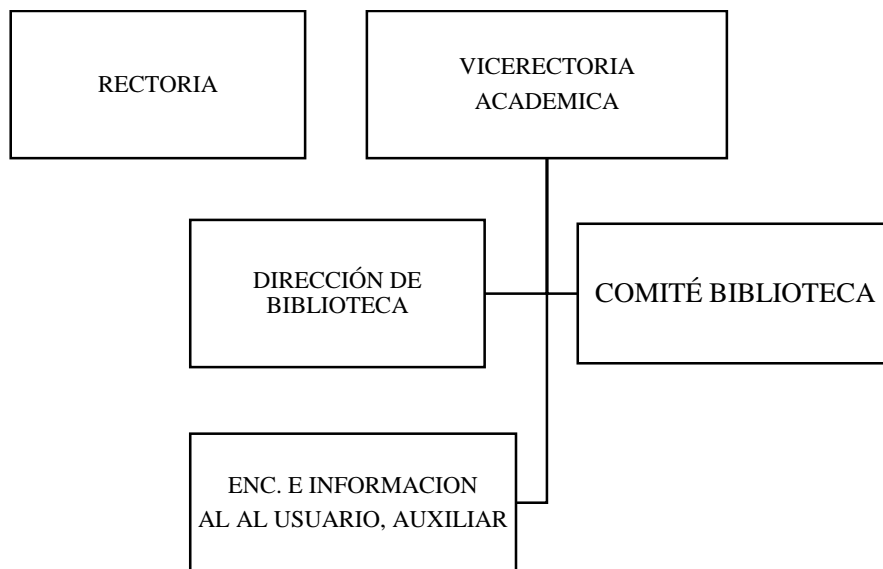 RECTORIA
VICERECTORIA
ACADEMICA
DIRECCIÓN DE
BIBLIOTECA
COMITÉ BIBLIOTECA
ENC. E INFORMACION
AL AL USUARIO, AUXILIAR